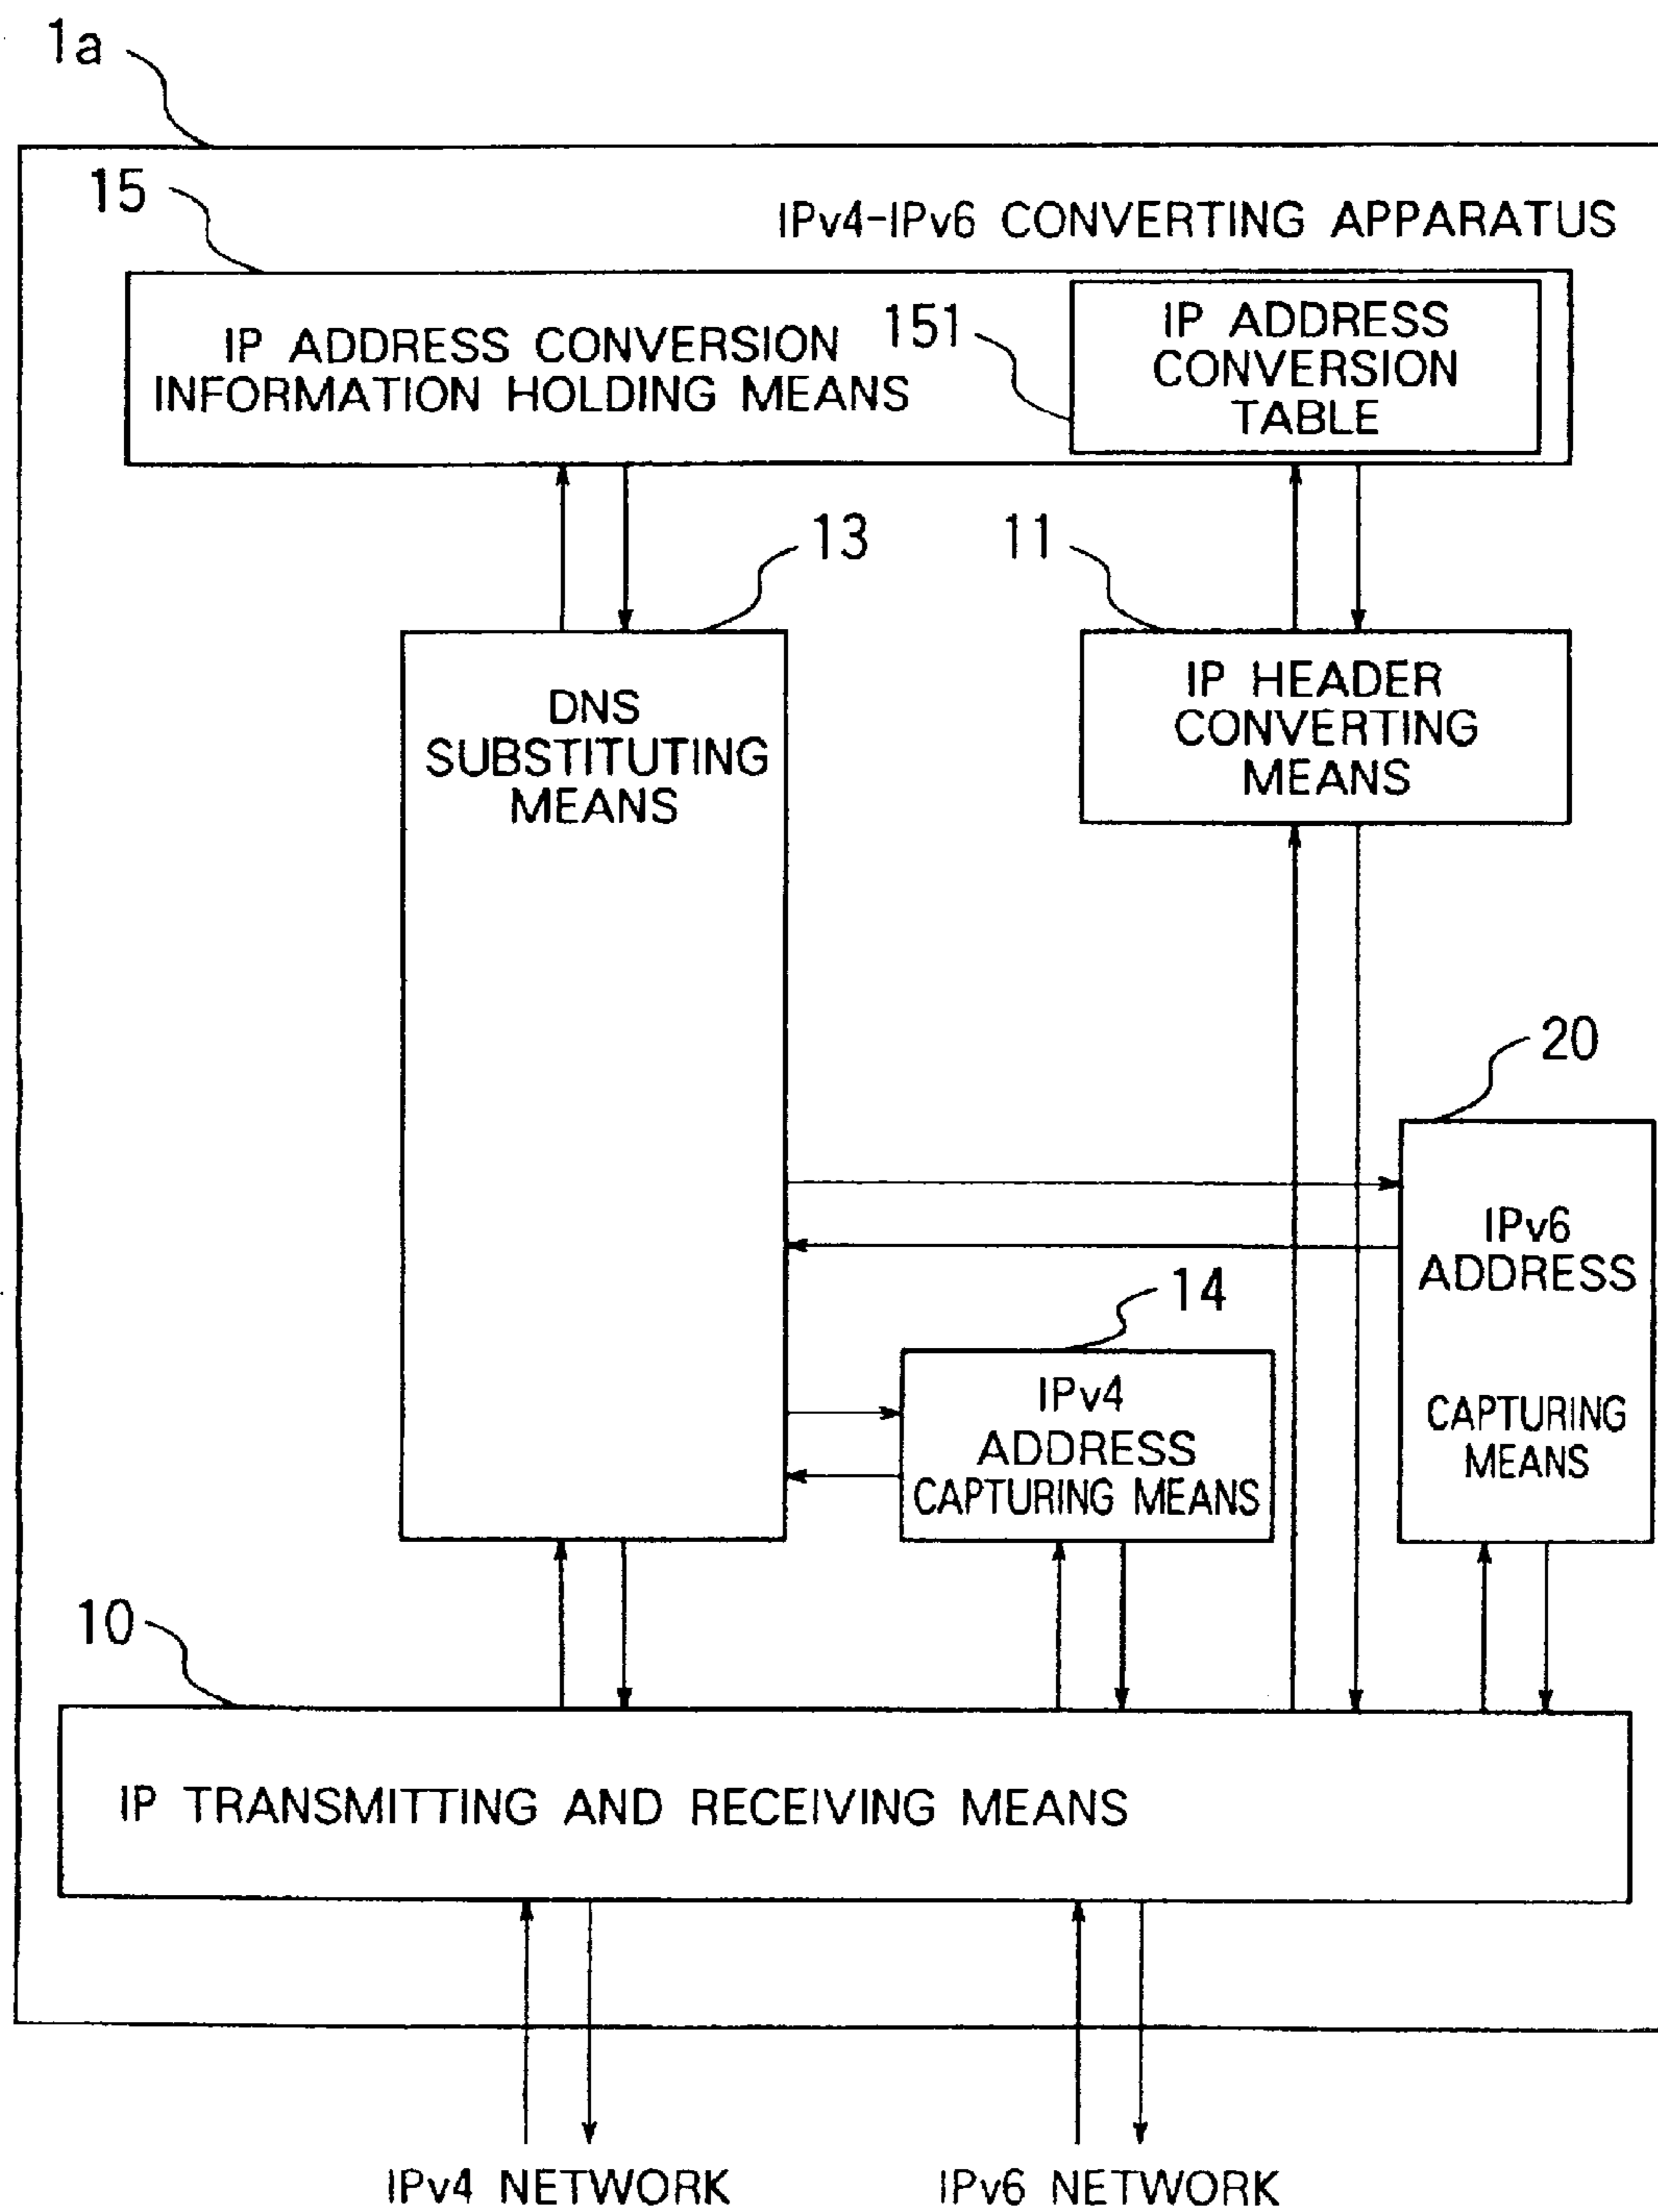 1a
15
IPv4-IPv6 CONVERTING APPARATUS
IP ADDRESS CONVERSION
INFORMATION HOLDING MEANS
151
IP ADDRESS
CONVERSION
TABLE
13
11
DNS
SUBSTITUTING
MEANS
IP HEADER
CONVERTING
MEANS
20
IPv6
ADDRESS
CAPTURING
MEANS
14
IPv4
ADDRESS
CAPTURING MEANS
10
IP TRANSMITTING AND RECEIVING MEANS
IPv4 NETWORK
IPv6 NETWORK